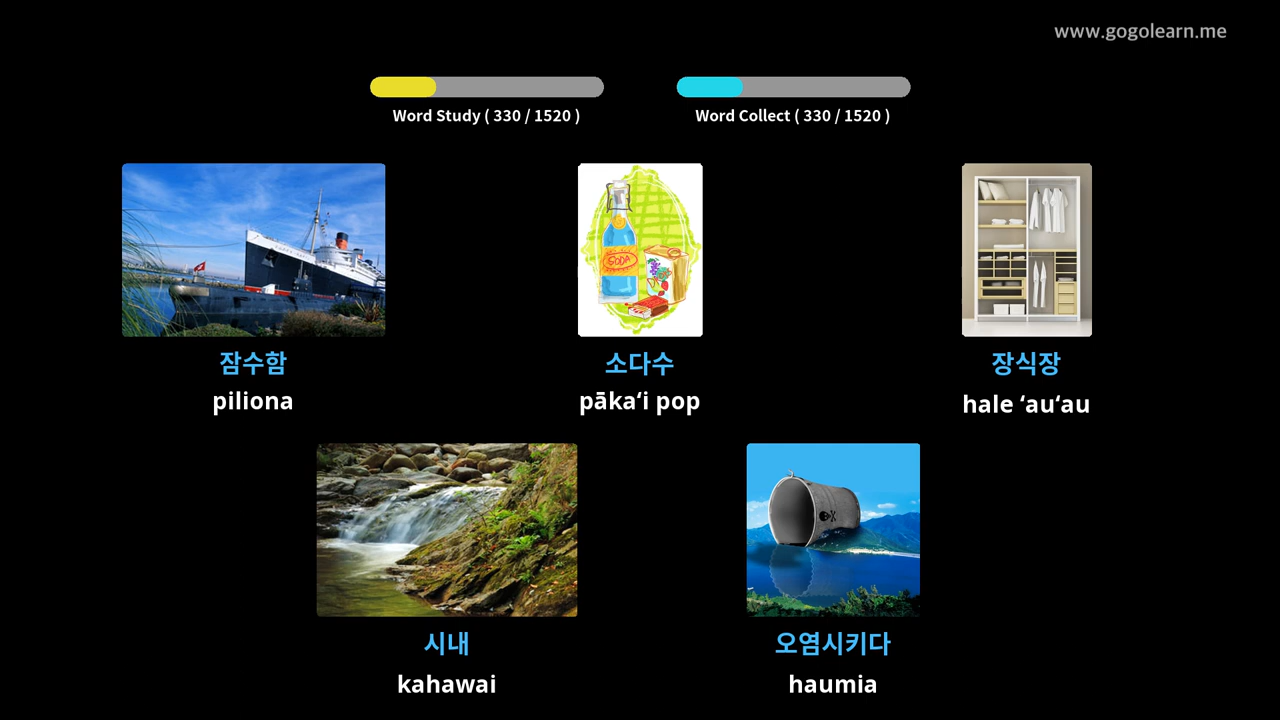 www.gogolearn.me
Word Study ( 330 / 1520 )
Word Collect ( 330 / 1520 )
SODA
잠수함
piliona
소다수
pākaʻi pop
장식장
hale ʻauʻau
시내
kahawai
오염시키다
haumia